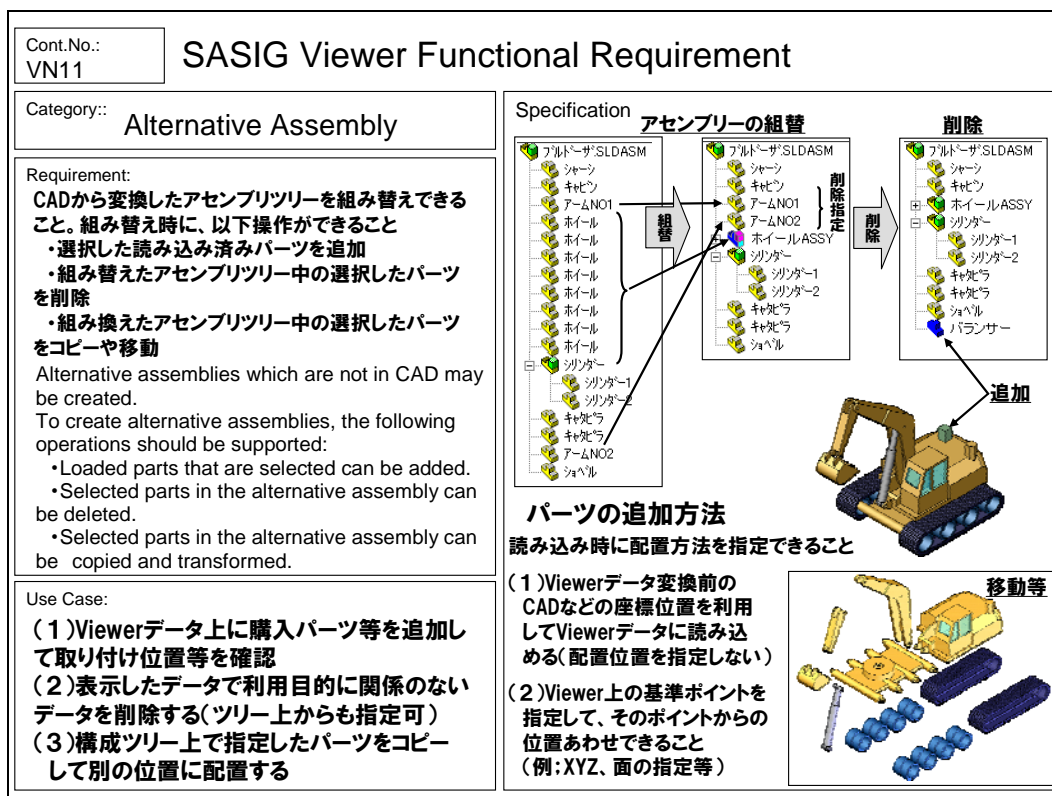 Cont.No.:
VN11
SASIG Viewer Functional Requirement
Category::
Alternative Assembly
Requirement:
CADから変換したアセンブリツリーを組み替えできる
こと。組み替え時に、以下操作ができること
・選択した読み込み済みパーツを追加
・組み替えたアセンブリツリー中の選択したパーツ
を削除
・組み換えたアセンブリツリー中の選択したパーツ
をコピーや移動
Alternative assemblies which are not in CAD may
be created.
To create alternative assemblies, the following
operations should be supported:
・Loaded parts that are selected can be added.
・Selected parts in the alternative assembly can
be deleted.
・Selected parts in the alternative assembly can
be copied and transformed.
Use Case:
(1)Viewerデータ上に購入パーツ等を追加し
て取り付け位置等を確認
(2)表示したデータで利用目的に関係のない
データを削除する(ツリー上からも指定可)
(3)構成ツリー上で指定したパーツをコピー
して別の位置に配置する
Specification
アセンブリーの組替
ブルドーザ.SLDASM
シャーシ
キャビン
アームNO1
ホイール
ホイール
ホイール
ホイール
ホイール
ホイール
ホイール
ホイール
シリンダー
シリンダー1
シリンダー2
キャタピラ
キャタピラ
アームNO2
ショベル
組替
ブルドーザ.SLDASM
シャーシ
キャビン
アームNO1
アームNO2
ホイールASSY
シリンダー
シリンダー1
シリンダー2
キャタピラ
キャタピラ
ショベル
削除指定
削除
削除
ブルドーザ.SLDASM
シャーシ
キャビン
ホイールASSY
シリンダー
シリンダー1
シリンダー2
キャタピラ
キャタピラ
ショベル
バランサー
追加
パーツの追加方法
読み込み時に配置方法を指定できること
(1)Viewerデータ変換前の
CADなどの座標位置を利用
してViewerデータに読み込
める(配置位置を指定しない)
(2)Viewer上の基準ポイントを
指定して、そのポイントからの
位置あわせできること
(例;XYZ、面の指定等)
移動等